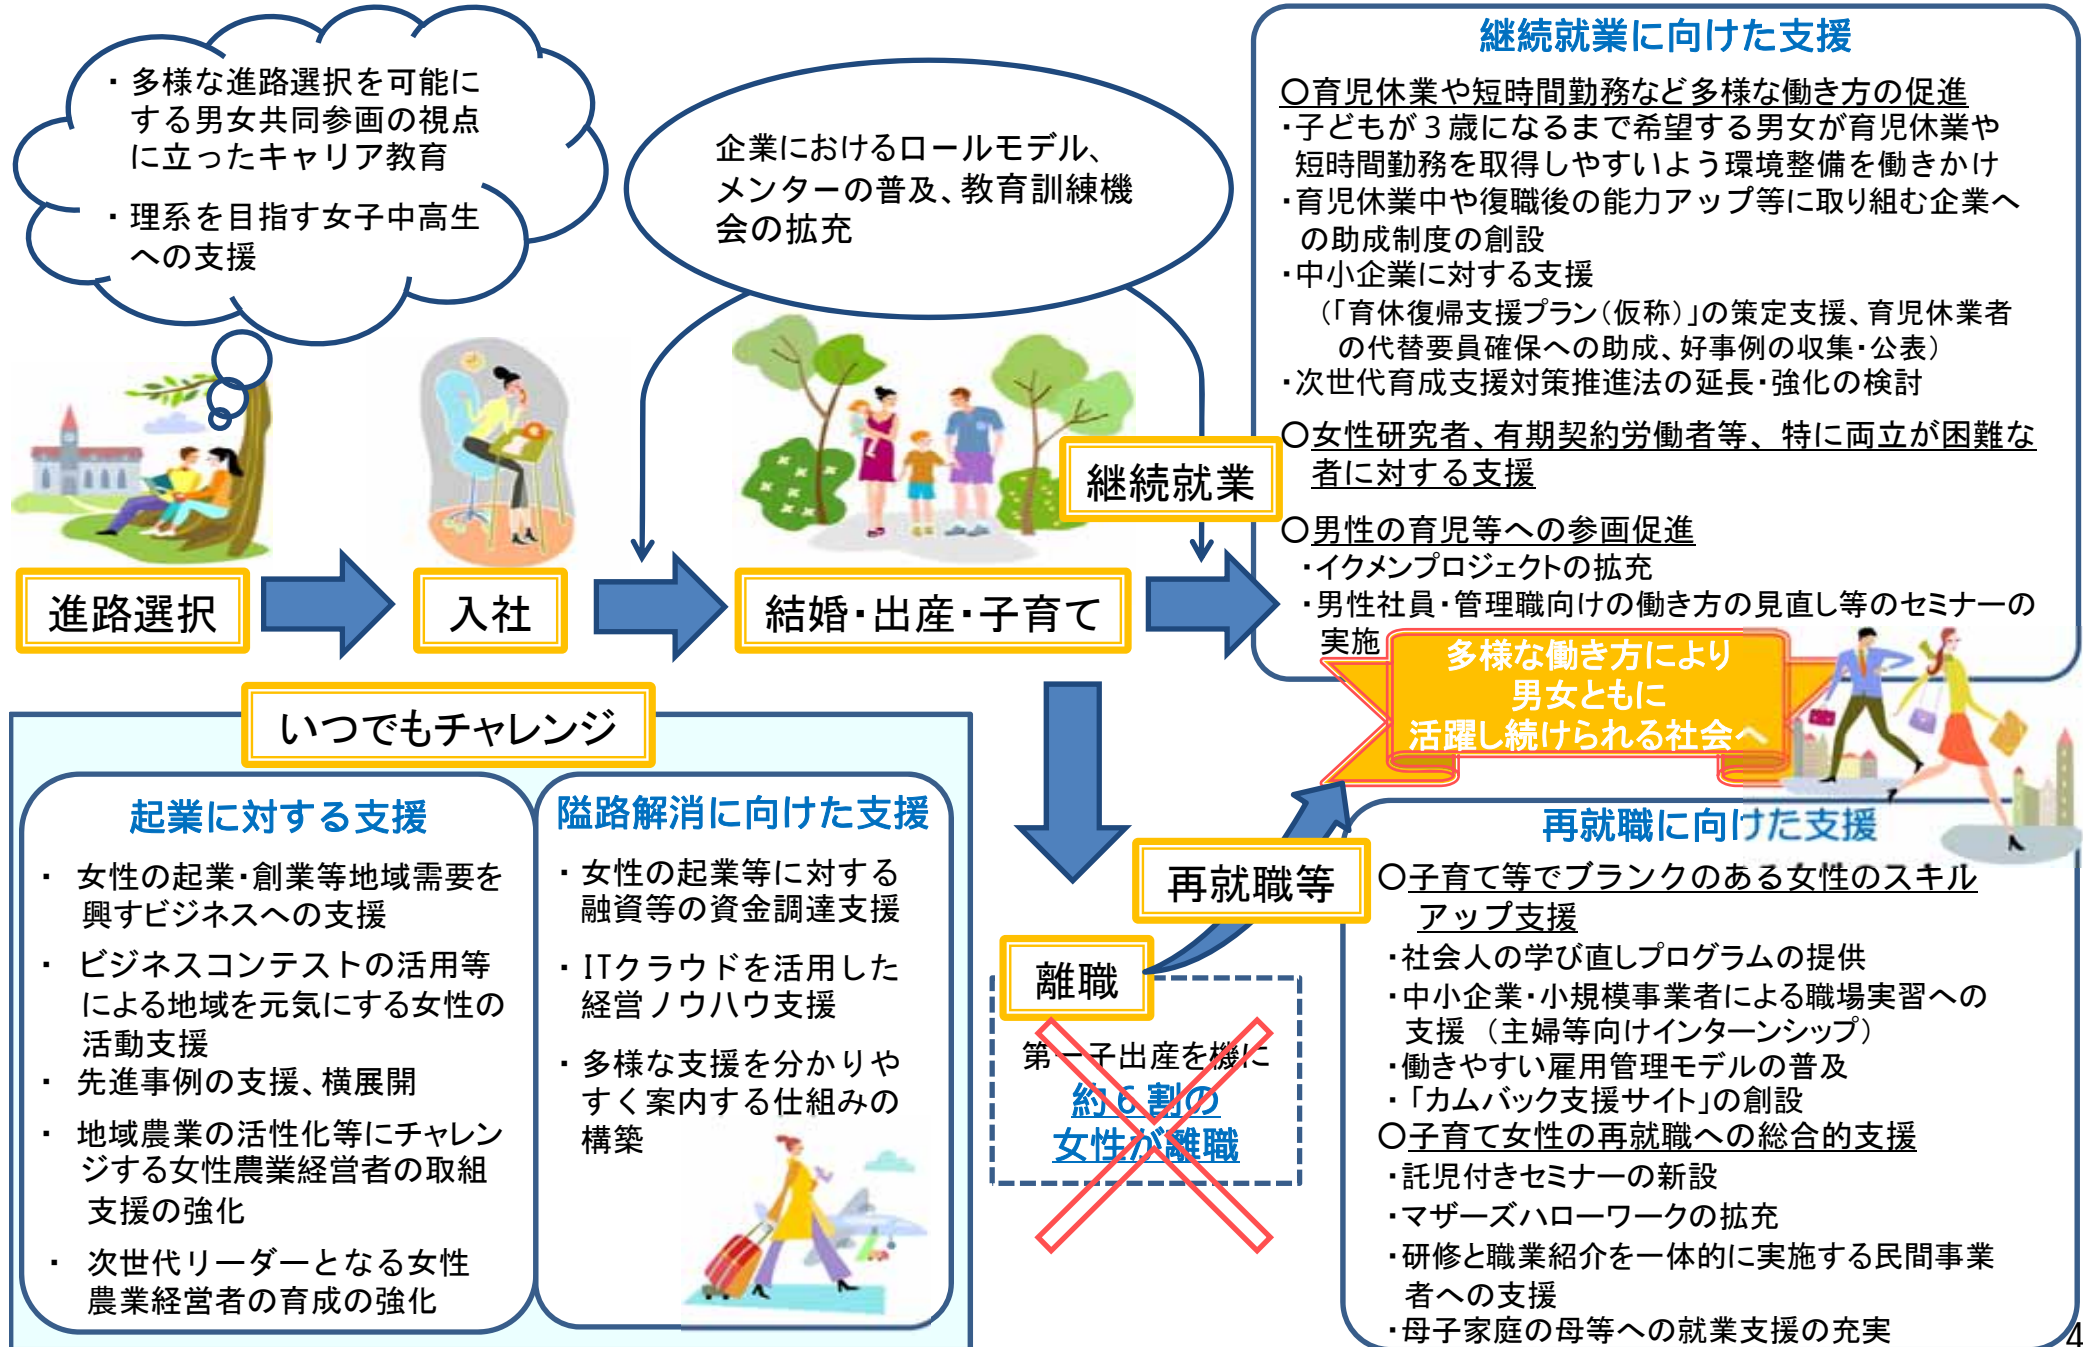 ・多様な進路選択を可能に
する男女共同参画の視点
に立ったキャリア教育
・理系を目指す女子中高生
への支援
企業におけるロールモデル、
メンターの普及、教育訓練機
会の拡充
進路選択
入社
結婚・出産・子育て
継続就業
継続就業に向けた支援
○育児休業や短時間勤務など多様な働き方の促進
・子どもが３歳になるまで希望する男女が育児休業や
短時間勤務を取得しやすいよう環境整備を働きかけ
・育児休業中や復職後の能力アップ等に取り組む企業へ
の助成制度の創設
・中小企業に対する支援
（「育休復帰支援プラン（仮称）」の策定支援、育児休業者
の代替要員確保への助成、好事例の収集・公表）
・次世代育成支援対策推進法の延長・強化の検討
○女性研究者、有期契約労働者等、特に両立が困難な
者に対する支援
○男性の育児等への参画促進
・イクメンプロジェクトの拡充
・男性社員・管理職向けの働き方の見直し等のセミナーの
実施
多様な働き方により
男女ともに
活躍し続けられる社会へ
いつでもチャレンジ
起業に対する支援
・ 女性の起業・創業等地域需要を
興すビジネスへの支援
・ ビジネスコンテストの活用等
による地域を元気にする女性の
活動支援
・ 先進事例の支援、横展開
・ 地域農業の活性化等にチャレン
ジする女性農業経営者の取組
支援の強化
・ 次世代リーダーとなる女性
農業経営者の育成の強化
隘路解消に向けた支援
・女性の起業等に対する
融資等の資金調達支援
・ITクラウドを活用した
経営ノウハウ支援
・多様な支援を分かりや
すく案内する仕組みの
構築
離職
第一子出産を機に
約６割の
女性が離職
再就職等
再就職に向けた支援
○子育て等でブランクのある女性のスキル
アップ支援
・社会人の学び直しプログラムの提供
・中小企業・小規模事業者による職場実習への
支援 （主婦等向けインターンシップ）
・働きやすい雇用管理モデルの普及
・「カムバック支援サイト」の創設
○子育て女性の再就職への総合的支援
・託児付きセミナーの新設
・マザーズハローワークの拡充
・研修と職業紹介を一体的に実施する民間事業
者への支援
・母子家庭の母等への就業支援の充実
4